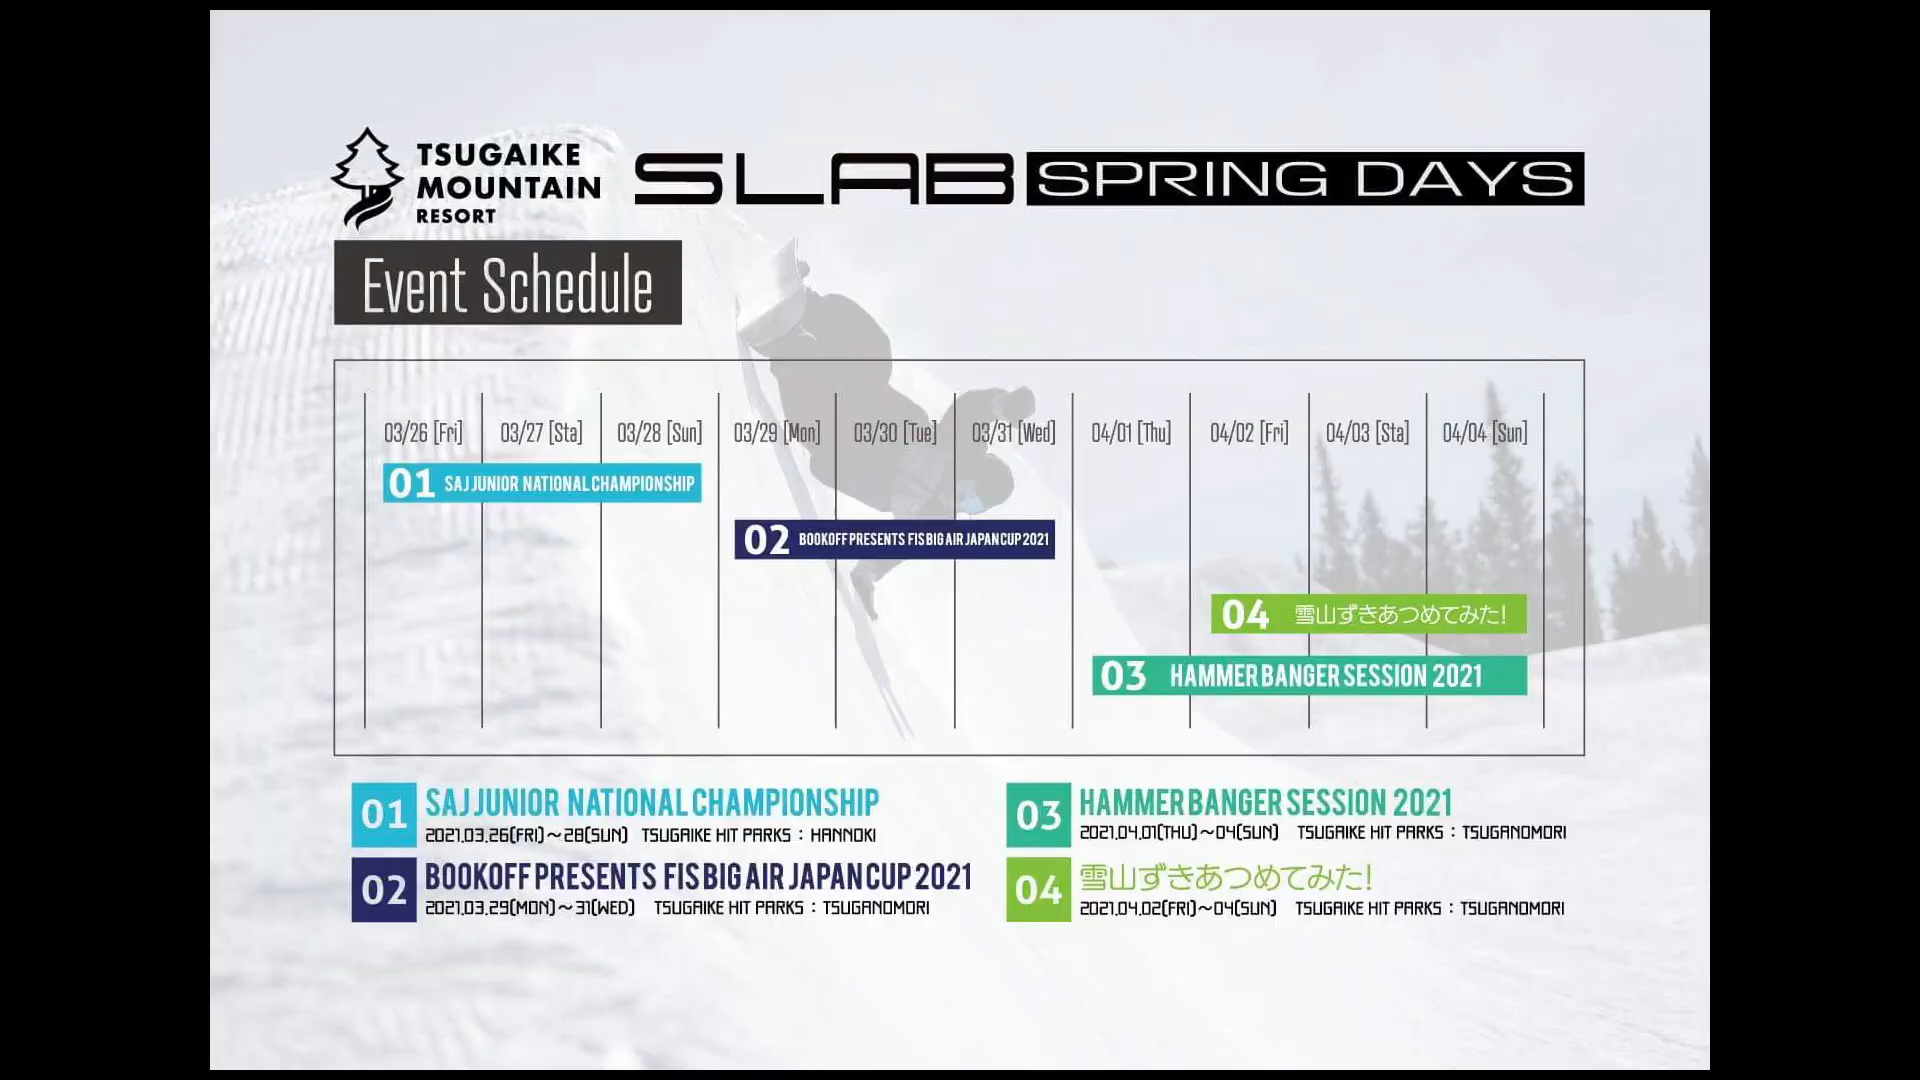 TSUGAIKE
MOUNTAIN
RESORT
SLAB SPRING DAYS
Event Schedule
03/26 [Fri] 03/27 [Sta] 03/28 [Sun] 03/29 [Mon] 03/30 [Tue] 03/31 [Wed] 04/01 [Thu] 04/02 [Fri] 04/03 [Sta] 04/04 [Sun]
01 SAJ JUNIOR NATIONAL CHAMPIONSHIP
02 BOOKOFF PRESENTS FIS BIG AIR JAPAN CUP 2021
04 雪山ずきあつめてみた!
03 HAMMER BANGER SESSION 2021
01 SAJ JUNIOR NATIONAL CHAMPIONSHIP
2021.03.26(FRI)〜28(SUN) TSUGAIKE HIT PARKS : HANNOKI
02 BOOKOFF PRESENTS FIS BIG AIR JAPAN CUP 2021
2021.03.29(MON)〜31(WED) TSUGAIKE HIT PARKS : TSUGANOMORI
03 HAMMER BANGER SESSION 2021
2021.04.01(THU)〜04(SUN) TSUGAIKE HIT PARKS : TSUGANOMORI
04 雪山ずきあつめてみた!
2021.04.02(FRI)〜04(SUN) TSUGAIKE HIT PARKS : TSUGANOMORI